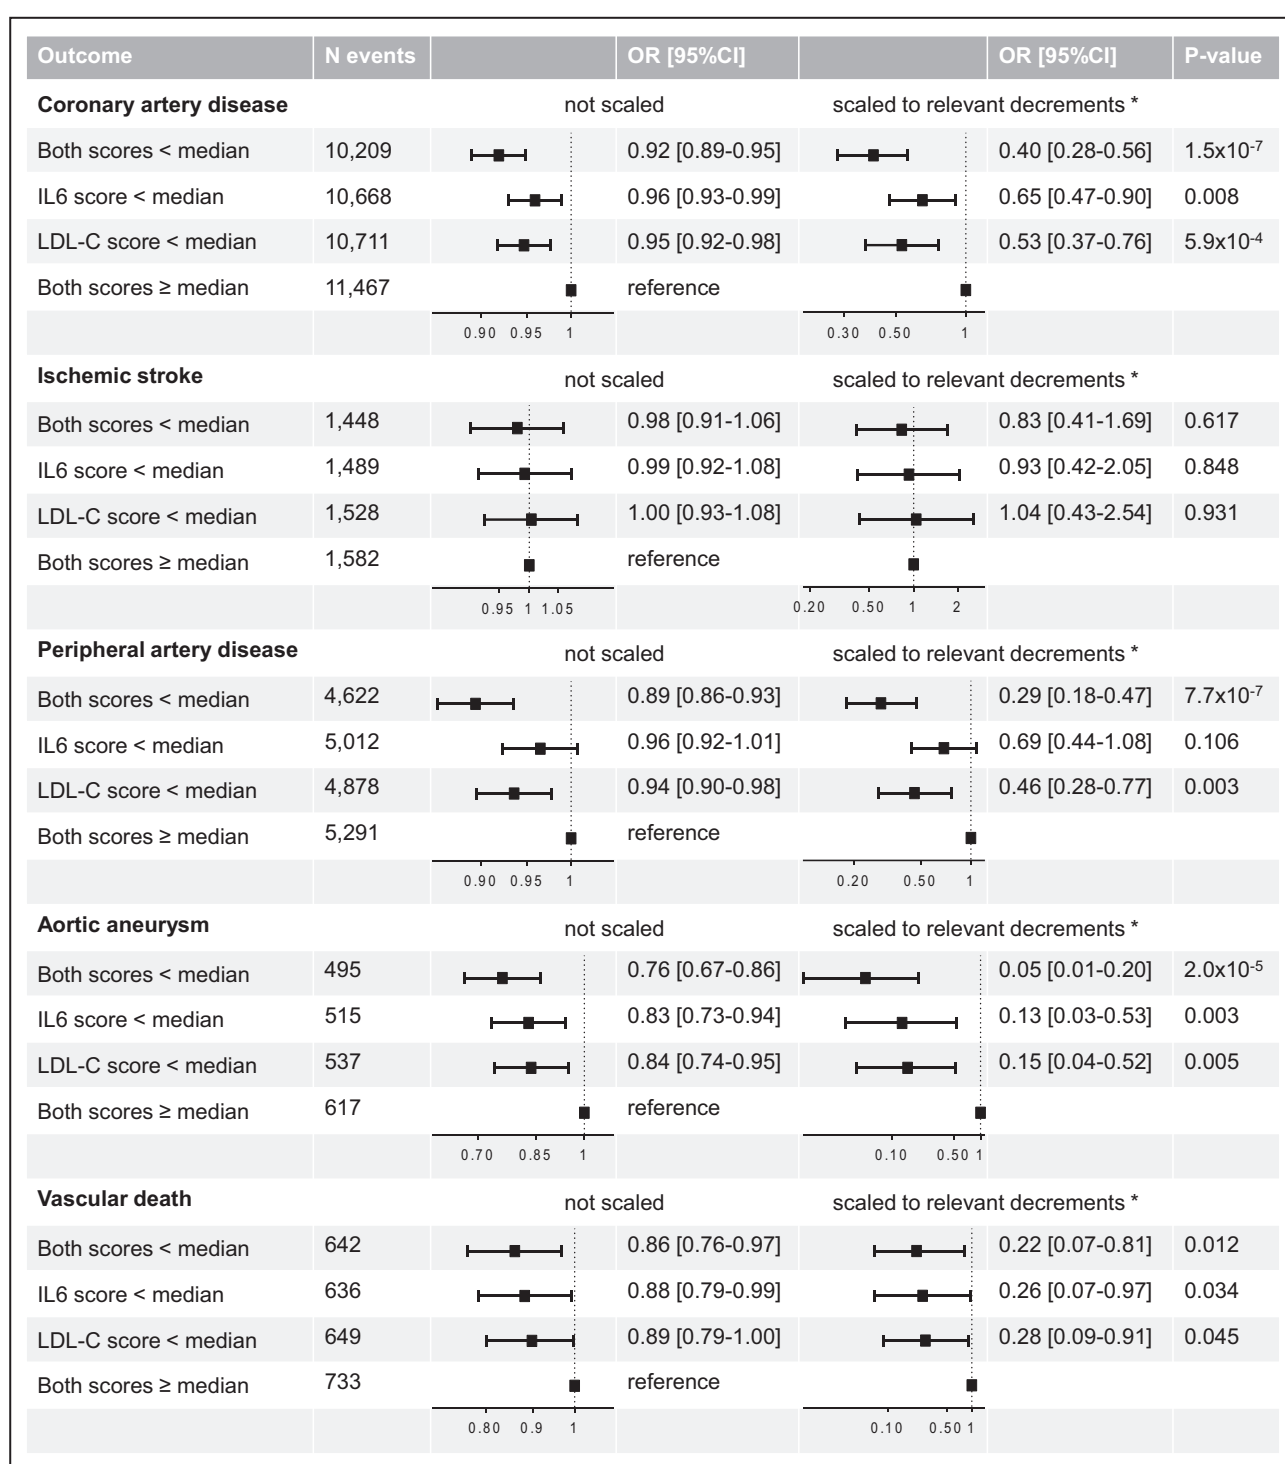 Outcome N events OR [95%CI] OR [95%CI] P-value
Coronary artery disease not scaled scaled to relevant decrements *
Both scores < median 10,209 0.92 [0.89-0.95] 0.40 [0.28-0.56] 1.5x10-7
IL6 score < median 10,668 0.96 [0.93-0.99] 0.65 [0.47-0.90] 0.008
LDL-C score < median 10,711 0.95 [0.92-0.98] 0.53 [0.37-0.76] 5.9x10-4
Both scores ≥ median 11,467 reference
0.90 0.95 1 0.30 0.50 1
Ischemic stroke not scaled scaled to relevant decrements *
Both scores < median 1,448 0.98 [0.91-1.06] 0.83 [0.41-1.69] 0.617
IL6 score < median 1,489 0.99 [0.92-1.08] 0.93 [0.42-2.05] 0.848
LDL-C score < median 1,528 1.00 [0.93-1.08] 1.04 [0.43-2.54] 0.931
Both scores ≥ median 1,582 reference
0.95 1 1.05 0.20 0.50 1 2
Peripheral artery disease not scaled scaled to relevant decrements *
Both scores < median 4,622 0.89 [0.86-0.93] 0.29 [0.18-0.47] 7.7x10-7
IL6 score < median 5,012 0.96 [0.92-1.01] 0.69 [0.44-1.08] 0.106
LDL-C score < median 4,878 0.94 [0.90-0.98] 0.46 [0.28-0.77] 0.003
Both scores ≥ median 5,291 reference
0.90 0.95 1 0.20 0.50 1
Aortic aneurysm not scaled scaled to relevant decrements *
Both scores < median 495 0.76 [0.67-0.86] 0.05 [0.01-0.20] 2.0x10-5
IL6 score < median 515 0.83 [0.73-0.94] 0.13 [0.03-0.53] 0.003
LDL-C score < median 537 0.84 [0.74-0.95] 0.15 [0.04-0.52] 0.005
Both scores ≥ median 617 reference
0.70 0.85 1 0.10 0.50 1
Vascular death not scaled scaled to relevant decrements *
Both scores < median 642 0.86 [0.76-0.97] 0.22 [0.07-0.81] 0.012
IL6 score < median 636 0.88 [0.79-0.99] 0.26 [0.07-0.97] 0.034
LDL-C score < median 649 0.89 [0.79-1.00] 0.28 [0.09-0.91] 0.045
Both scores ≥ median 733 reference
0.80 0.9 1 0.10 0.50 1